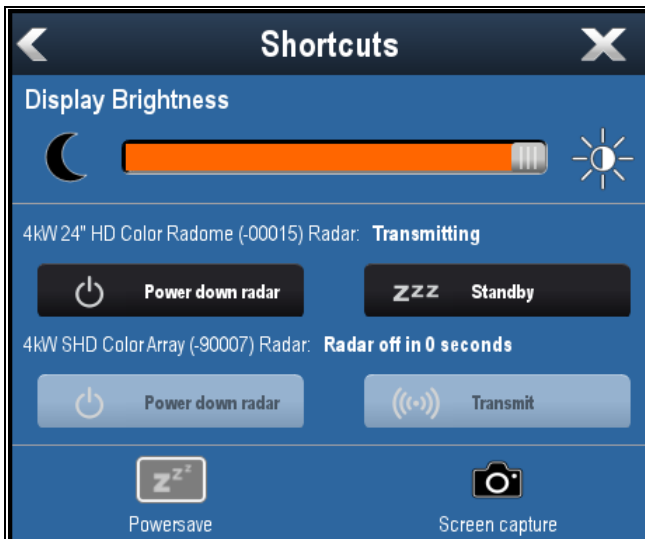 Shortcuts
Display Brightness
4kW 24" HD Color Radome (-00015) Radar: Transmitting
Power down radar
zzz Standby
4kW SHD Color Array (-90007) Radar: Radar off in 0 seconds
Power down radar
Transmit
zzz
Powersave
Screen capture